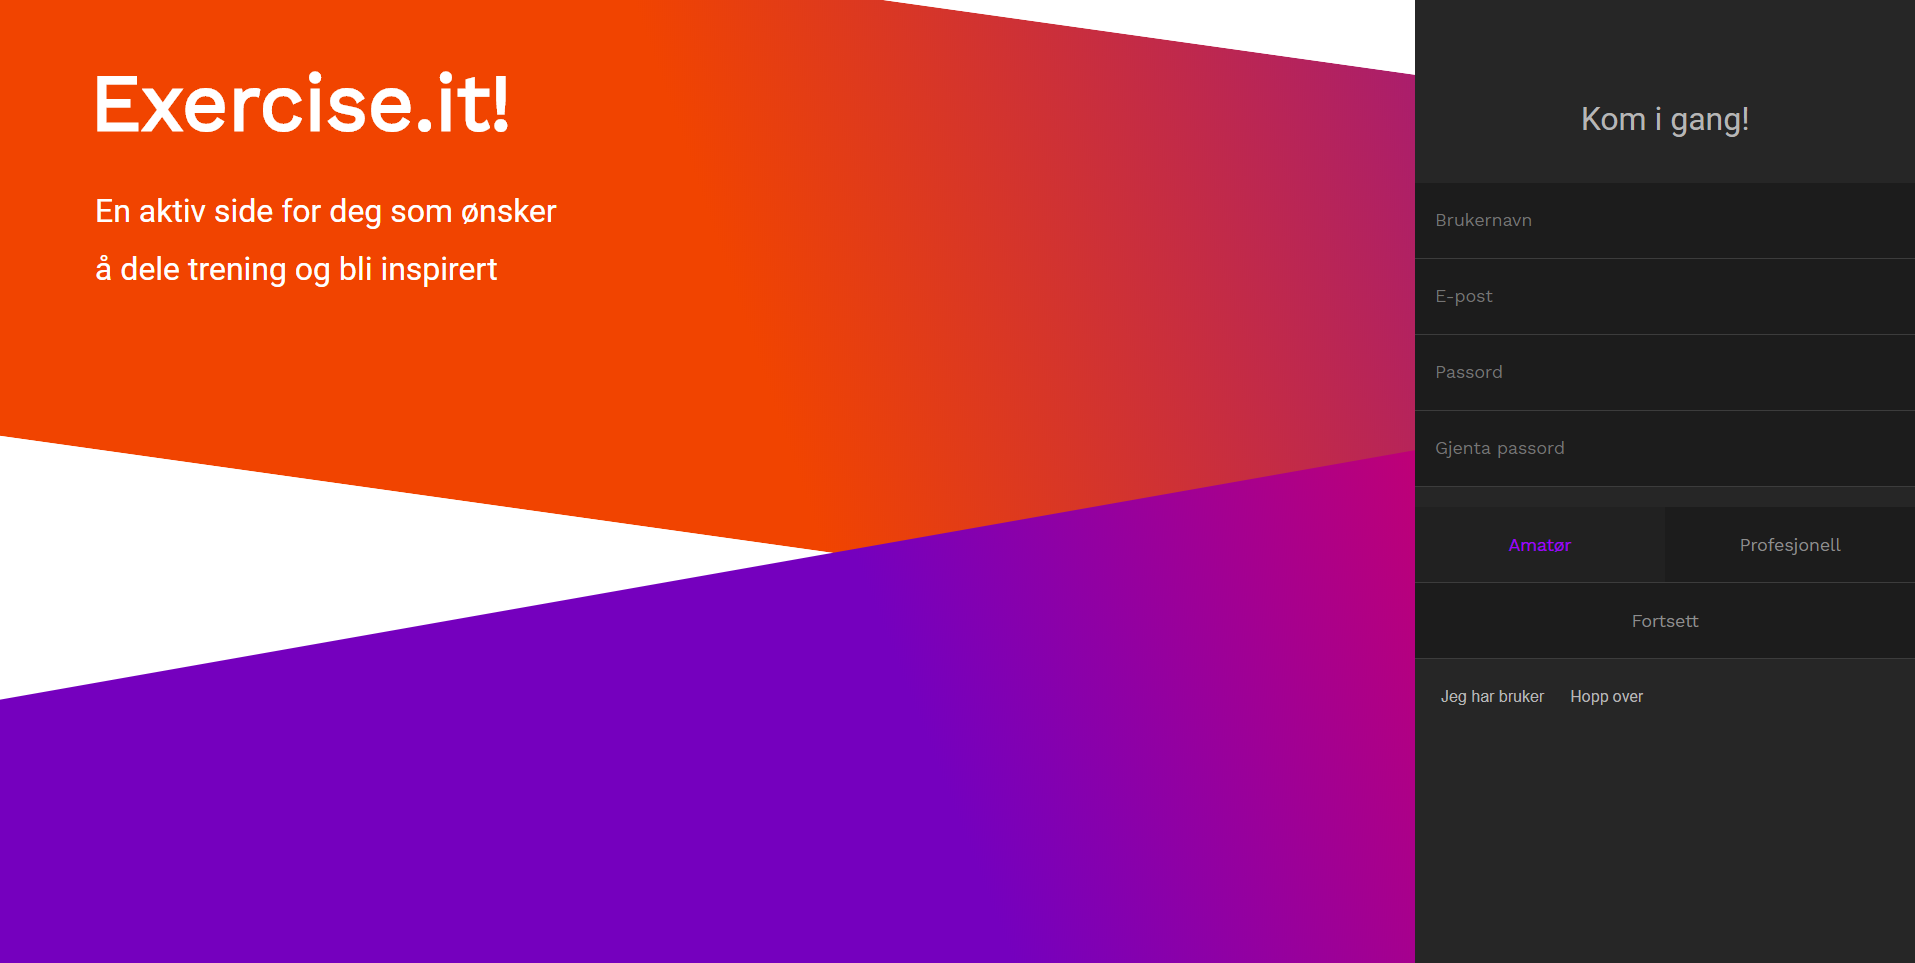 Exercise.it!
En aktiv side for deg som ønsker
å dele trening og bli inspirert
Kom i gang!
Brukernavn
E-post
Passord
Gjenta passord
Amatør Profesjonell
Fortsett
Jeg har bruker Hopp over